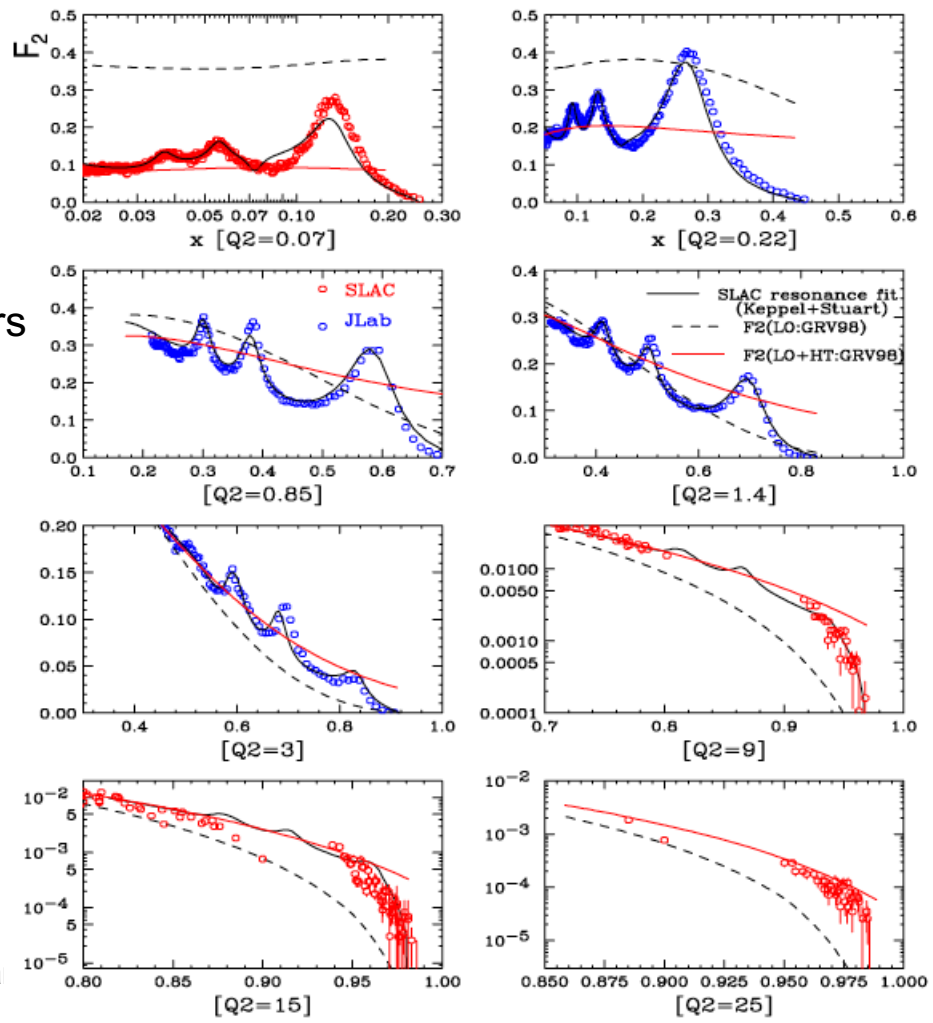 F2
0.5
0.4
0.3
0.2
0.1
0.0
0.02 0.03 0.05 0.07 0.10 0.20 0.30
x [Q2=0.07]
0.5
0.4
0.3
0.2
0.1
0.0
0.1 0.2 0.3 0.4 0.5 0.6
x [Q2=0.22]
rs
0.5
0.4
0.3
0.2
0.1
0.0
SLAC
JLab
0.1 0.2 0.3 0.4 0.5 0.6 0.7
[Q2=0.85]
0.5
0.4
0.3
0.2
0.1
0.0
SLAC resonance fit
(Keppel+Stuart)
F2(LO:GRV98)
F2(LO+HT:GRV98)
0.4 0.6 0.8 1.0
[Q2=1.4]
0.20
0.15
0.10
0.05
0.00
0.4 0.6 0.8 1.0
[Q2=3]
0.0100
0.0050
0.0010
0.0005
0.0001
0.7 0.8 0.9 1.0
[Q2=9]
10−2
5
10−3
5
10−4
5
10−5
0.80 0.85 0.90 0.95 1.00
[Q2=15]
10−2
10−3
10−4
10−5
0.850 0.875 0.900 0.925 0.950 0.975 1.000
[Q2=25]